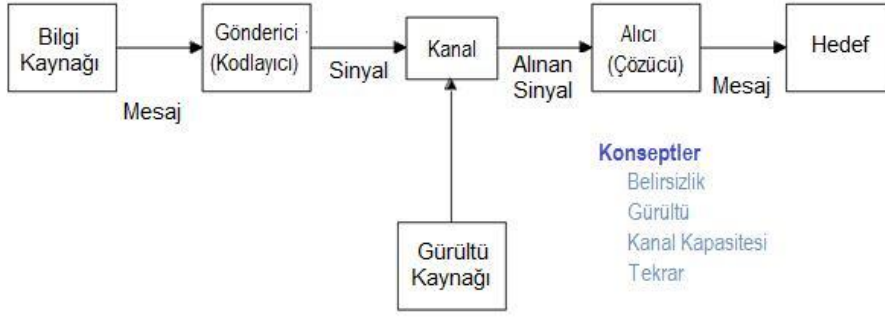 Bilgi
Kaynağı
Mesaj
Gönderici
(Kodlayıcı)
Sinyal
Kanal
Alınan
Sinyal
Alıcı
(Çözücü)
Mesaj
Hedef
Gürültü
Kaynağı
Konseptler
Belirsizlik
Gürültü
Kanal Kapasitesi
Tekrar